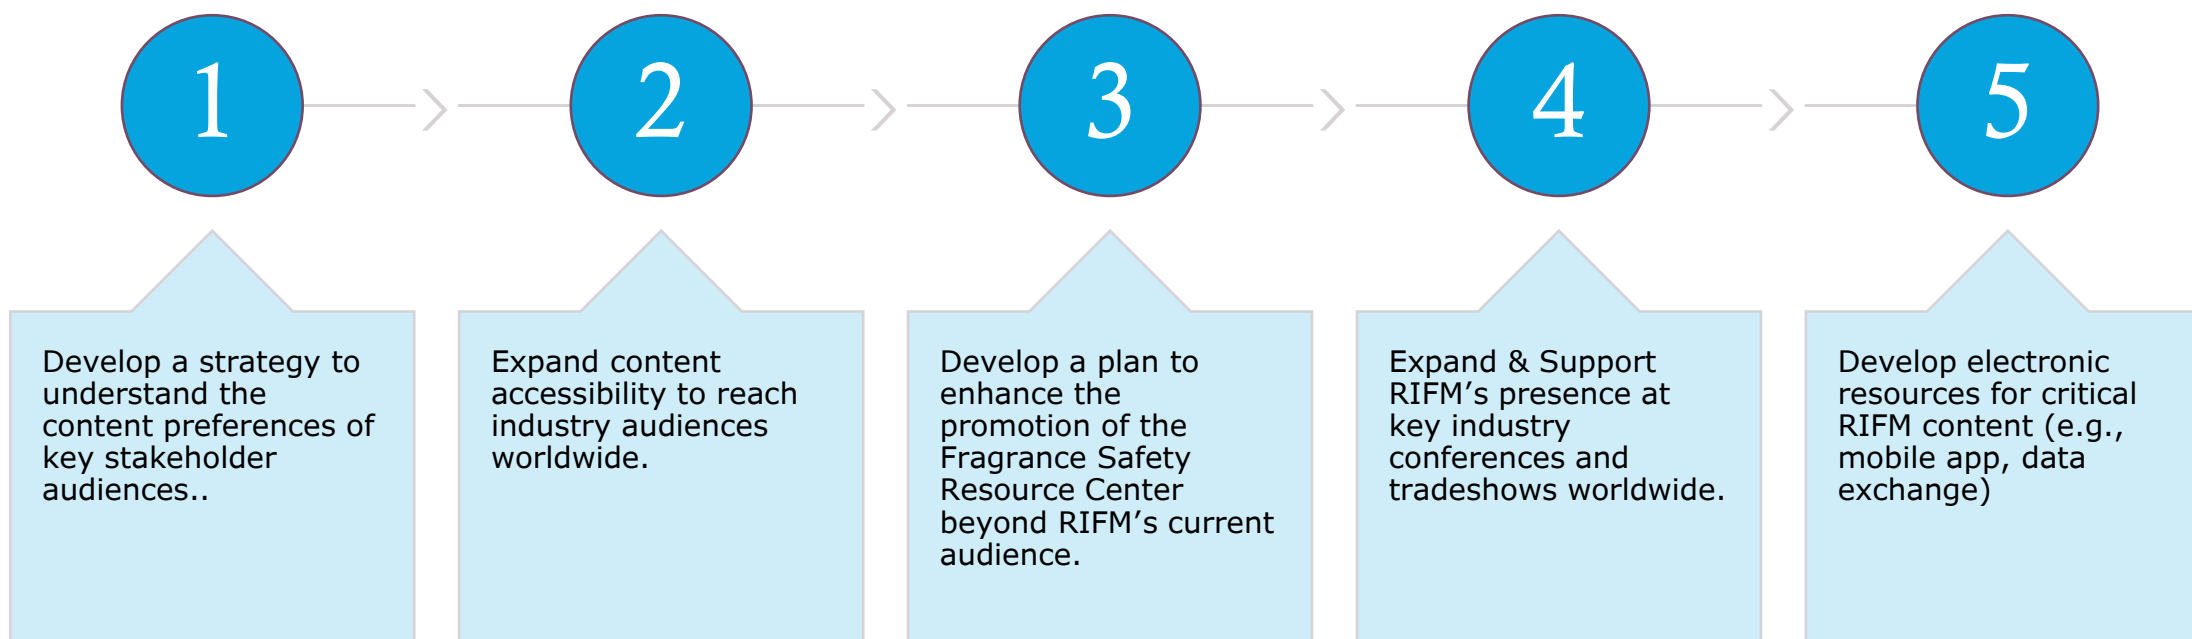 1
2
3
4
5
Develop a strategy to
understand the
content preferences of
key stakeholder
audiences..
Expand content
accessibility to reach
industry audiences
worldwide.
Develop a plan to
enhance the
promotion of the
Fragrance Safety
Resource Center
beyond RIFM’s current
audience.
Expand & Support
RIFM’s presence at
key industry
conferences and
tradeshows worldwide.
Develop electronic
resources for critical
RIFM content (e.g.,
mobile app, data
exchange)